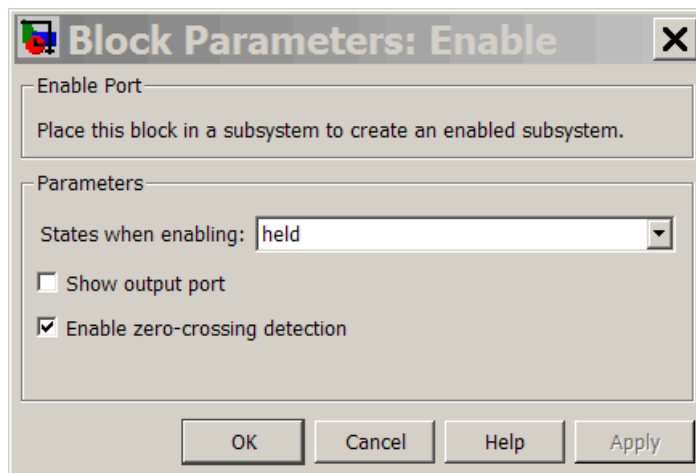 Block Parameters: Enable
Enable Port
Place this block in a subsystem to create an enabled subsystem.
Parameters
States when enabling: held
Show output port
Enable zero-crossing detection
OK Cancel Help Apply